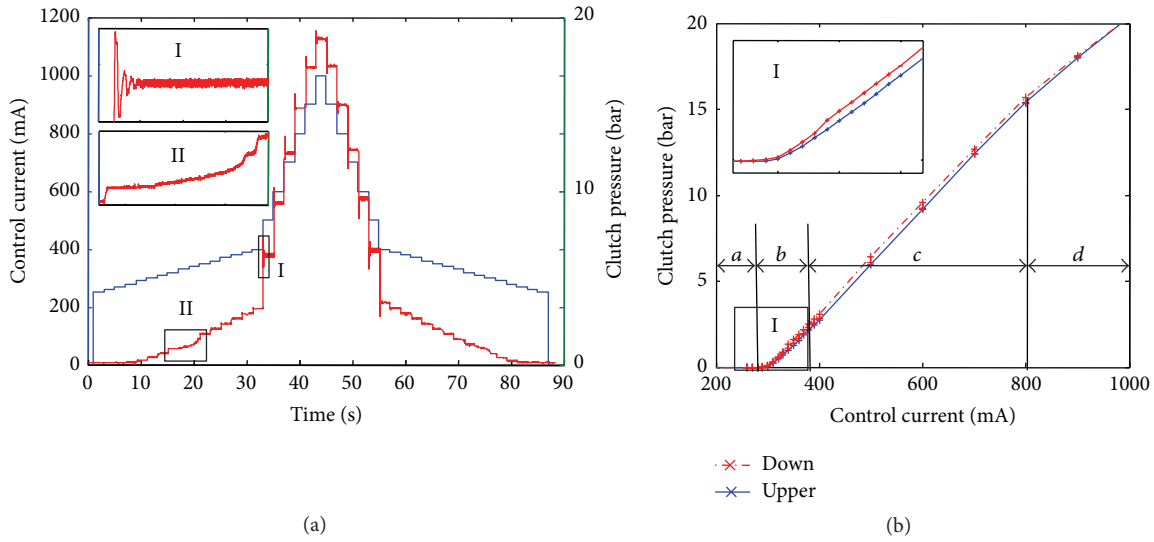 1200
1000
800
600
400
200
0
Control current (mA)
0 10 20 30 40 50 60 70 80 90
Time (s)
20
10
0
Clutch pressure (bar)
I
II
I
II
(a)
20
15
10
5
0
Clutch pressure (bar)
200 400 600 800 1000
Control current (mA)
I
a b c d
I
Down
Upper
(b)